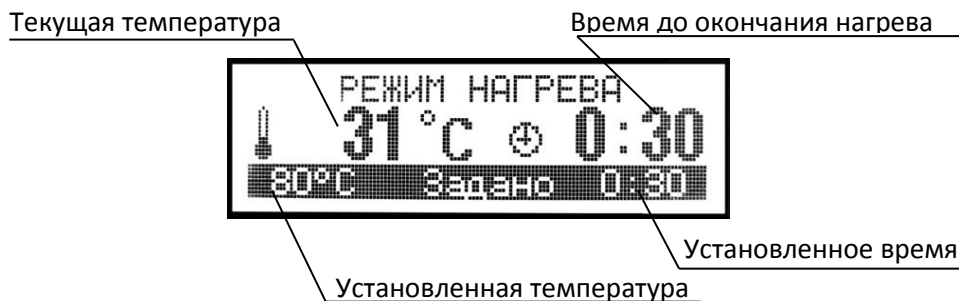 Текущая температура
Время до окончания нагрева
РЕЖИМ НАГРЕВА
31 °C 0:30
80°C Задано 0:30
Установленное время
Установленная температура